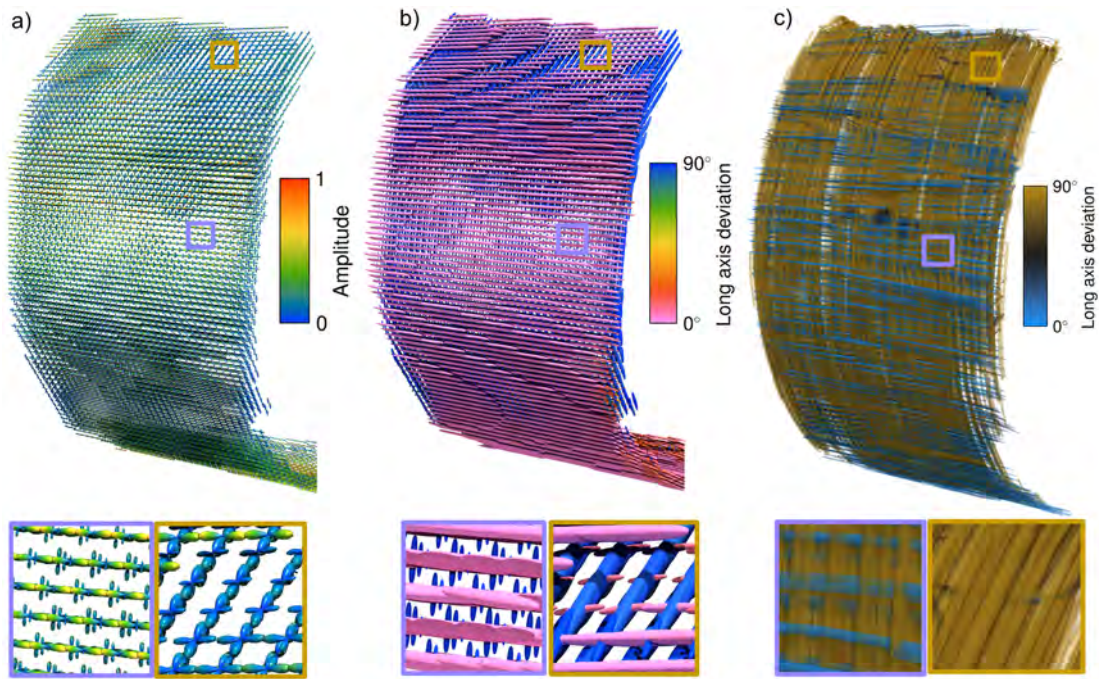 a)
b)
c)
1
Amplitude
0
90°
Long axis deviation
0°
90°
Long axis deviation
0°